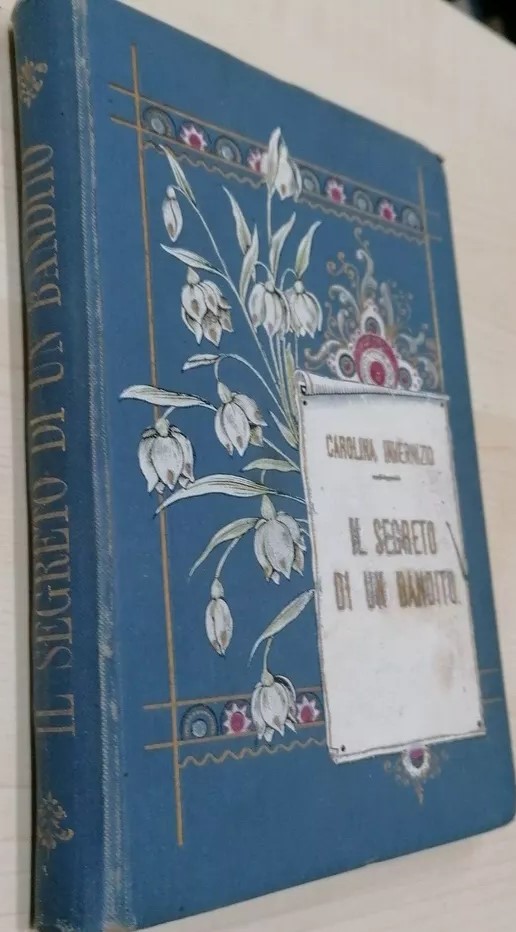 IL SEGRETO DI UN BANDITO
CAROLINA INVERNIZIO
IL SEGRETO
DI UN BANDITO